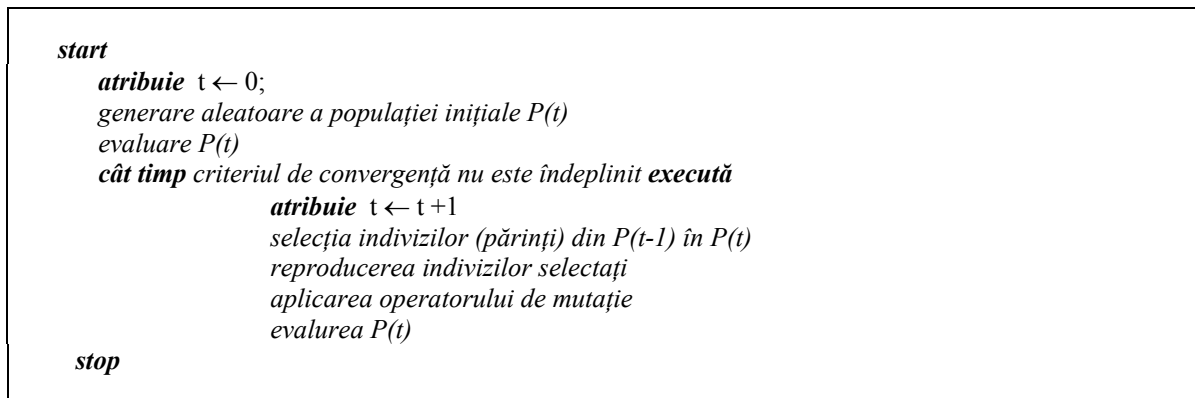 start
atribuie t ← 0;
generare aleatoare a populației inițiale P(t)
evaluare P(t)
cât timp criteriul de convergență nu este îndeplinit execută
atribuie t ← t +1
selecția indivizilor (părinți) din P(t-1) în P(t)
reproducerea indivizilor selectați
aplicarea operatorului de mutație
evalurea P(t)
stop